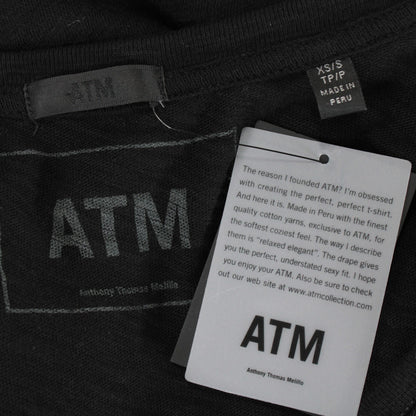 ATM
XS/S
TP/P
MADE IN
PERU
ATM
Anthony Thomas Melillo
The reason I founded ATM? I'm obsessed
with creating the perfect, perfect t-shirt.
And here it is. Made in Peru with the finest
quality cotton yarns, exclusive to ATM, for
the softest coziest feel. The way I describe
them is "relaxed elegant". The drape gives
you the perfect, understated sexy fit. I hope
you enjoy your ATM. Also be sure to check
out our web site at www.atmcollection.com
ATM
Anthony Thomas Melillo